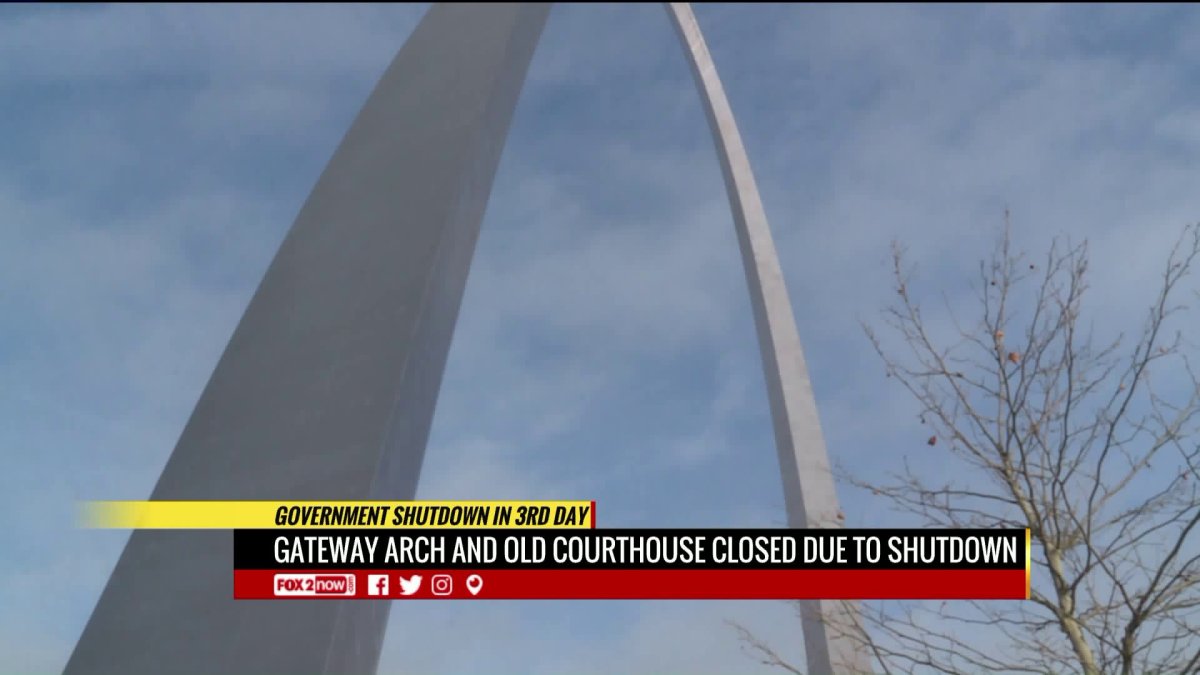 GOVERNMENT SHUTDOWN IN 3RD DAY
GATEWAY ARCH AND OLD COURTHOUSE CLOSED DUE TO SHUTDOWN
FOX2now.com